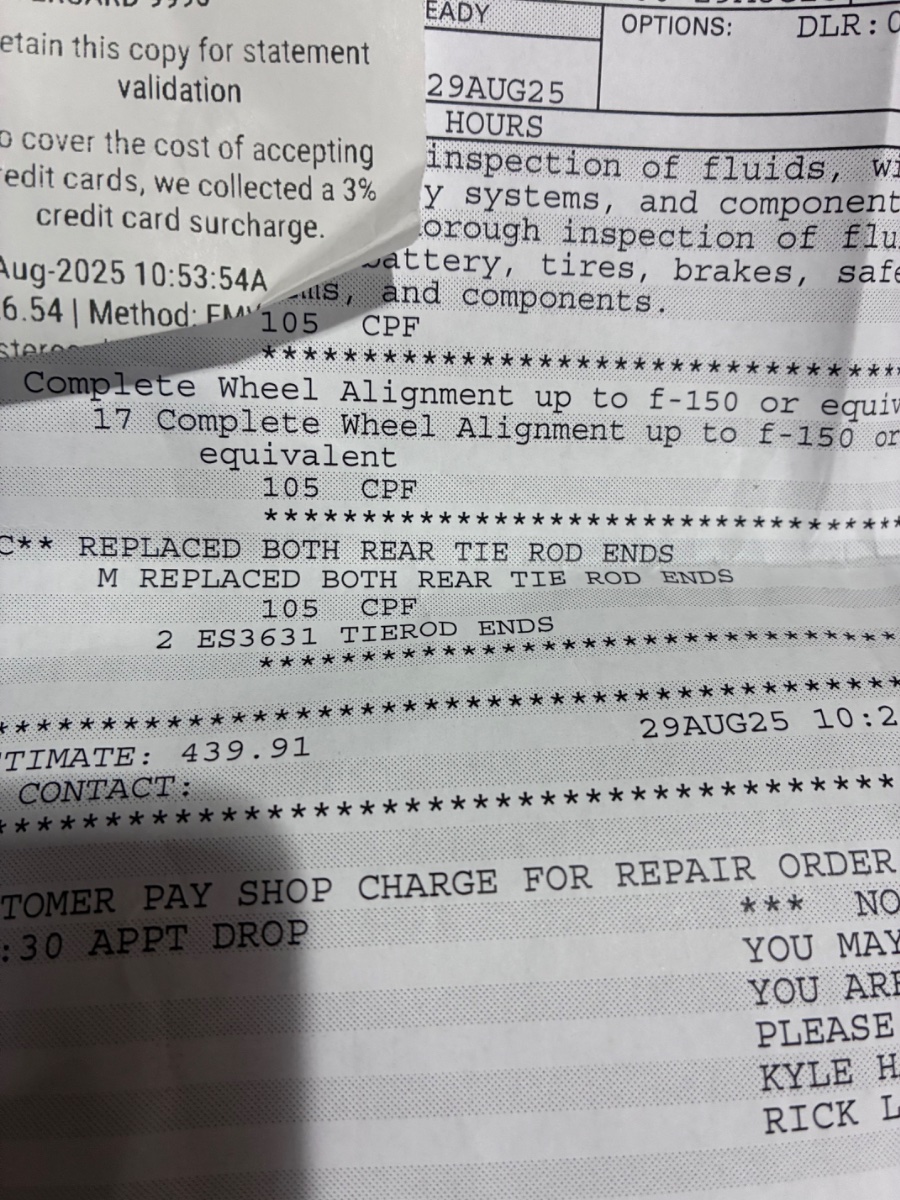 etain this copy for statement
validation
o cover the cost of accepting
edit cards, we collected a 3%
credit card surcharge.
Aug-2025 10:53:54A
6.54 | Method: EMV
EADY
OPTIONS: DLR:0
29AUG25
HOURS
inspection of fluids, wi
y systems, and component
orough inspection of flu
attery, tires, brakes, safe
ms, and components.
105 CPF
************************************
Complete Wheel Alignment up to f-150 or equiv
17 Complete Wheel Alignment up to f-150 or
equivalent
105 CPF
************************************
C** REPLACED BOTH REAR TIE ROD ENDS
M REPLACED BOTH REAR TIE ROD ENDS
105 CPF
2 ES3631 TIEROD ENDS
************************************
************************************************
TIMATE: 439.91 29AUG25 10:2
CONTACT:
************************************************
TOMER PAY SHOP CHARGE FOR REPAIR ORDER
*** NO
:30 APPT DROP
YOU MAY
YOU ARE
PLEASE
KYLE H
RICK L